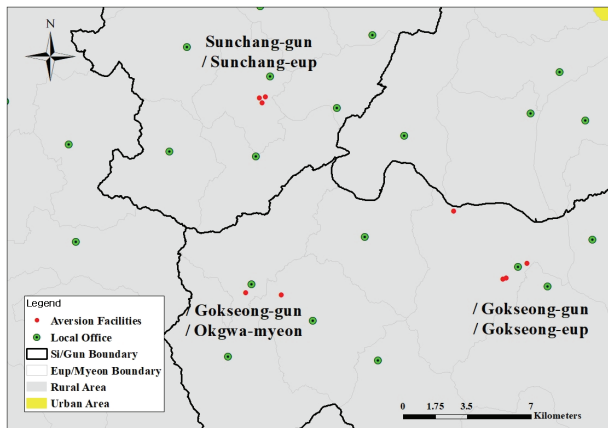 N
Sunchang-gun
/ Sunchang-eup
/ Gokseong-gun
/ Okgwa-myeon
/ Gokseong-gun
/ Gokseong-eup
Legend
Aversion Facilities
Local Office
Si/Gun Boundary
Eup/Myeon Boundary
Rural Area
Urban Area
0 1.75 3.5 7
Kilometers